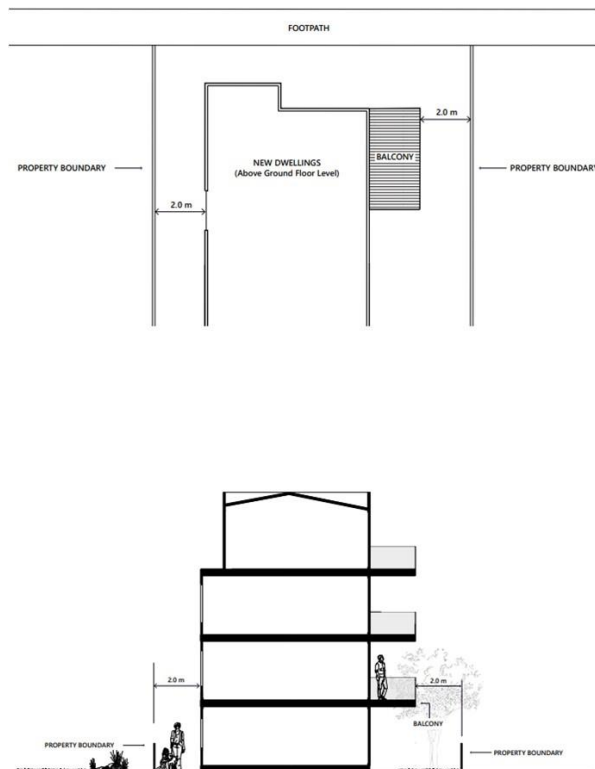 FOOTPATH
2.0 m
BALCONY
NEW DWELLINGS
(Above Ground Floor Level)
PROPERTY BOUNDARY
PROPERTY BOUNDARY
2.0 m
2.0 m
2.0 m
BALCONY
PROPERTY BOUNDARY
PROPERTY BOUNDARY